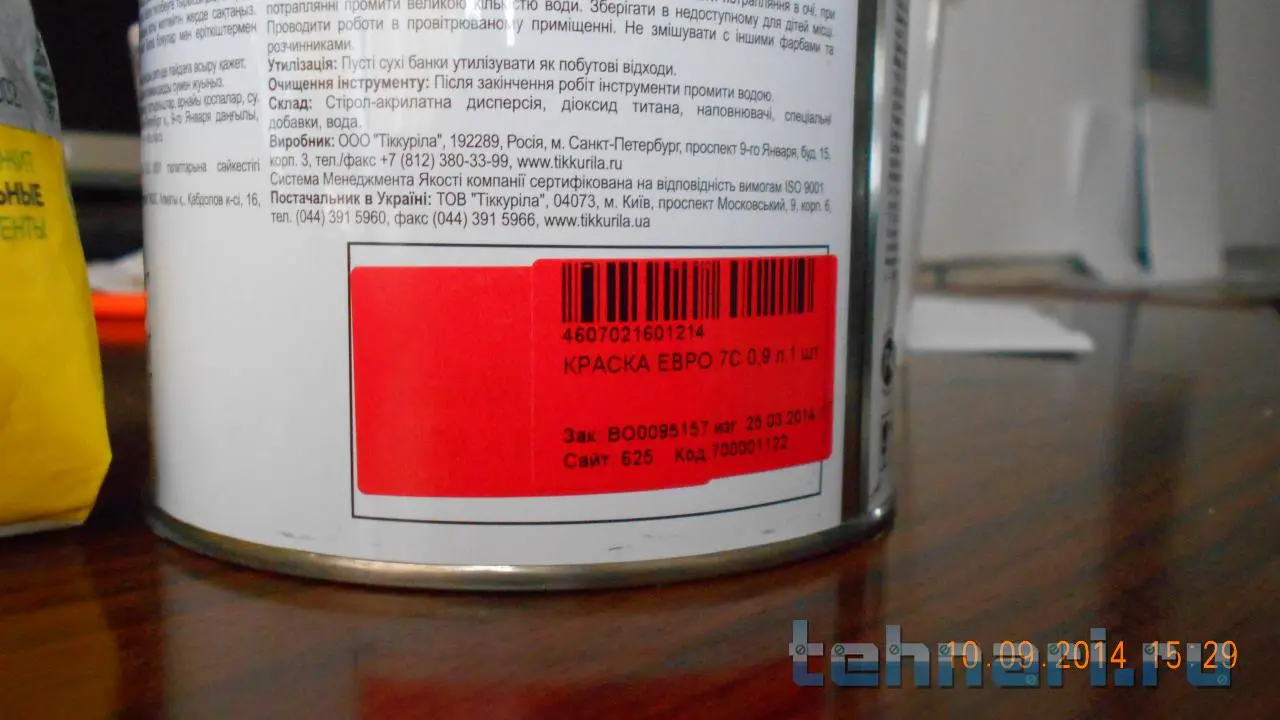 потраплянні промити великою кількістю води. Зберігати в недоступному для дітей місці.
Проводити роботи в провітрюваному приміщенні. Не змішувати с іншими фарбами та
розчинниками.
Утилізація: Пусті сухі банки утилізувати як побутові відходи.
Очищення інструменту: Після закінчення робіт інструменти промити водою.
Склад: Стірол-акрилатна дисперсія, діоксид титана, наповнювачі, спеціальні
добавки, вода.
Виробник: ООО "Тіккуріла", 192289, Росія, м. Санкт-Петербург, проспект 9-го Января, буд. 15,
корп. 3, тел./факс +7 (812) 380-33-99, www.tikkurila.ru
Система Менеджмента Якості компанії сертифікована на відповідність вимогам ISO 9001
Постачальник в Україні: ТОВ "Тіккуріла", 04073, м. Київ, проспект Московський, 9, корп. 6,
тел. (044) 391 5960, факс (044) 391 5966, www.tikkurila.ua
4607021601214
КРАСКА ЕВРО 7С 0,9 л,1 шт
Зак ВО0095157 изг 25.03.2014
Сайт 625 Код 700001122
tehnari.ru
10.09.2014 15:29